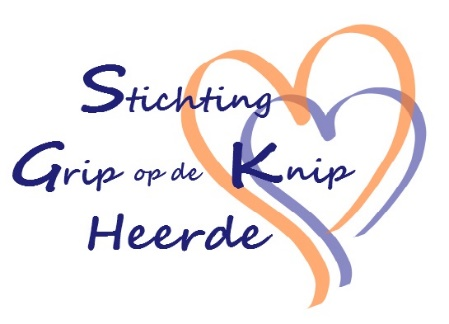 Stichting
Grip op de Knip
Heerde